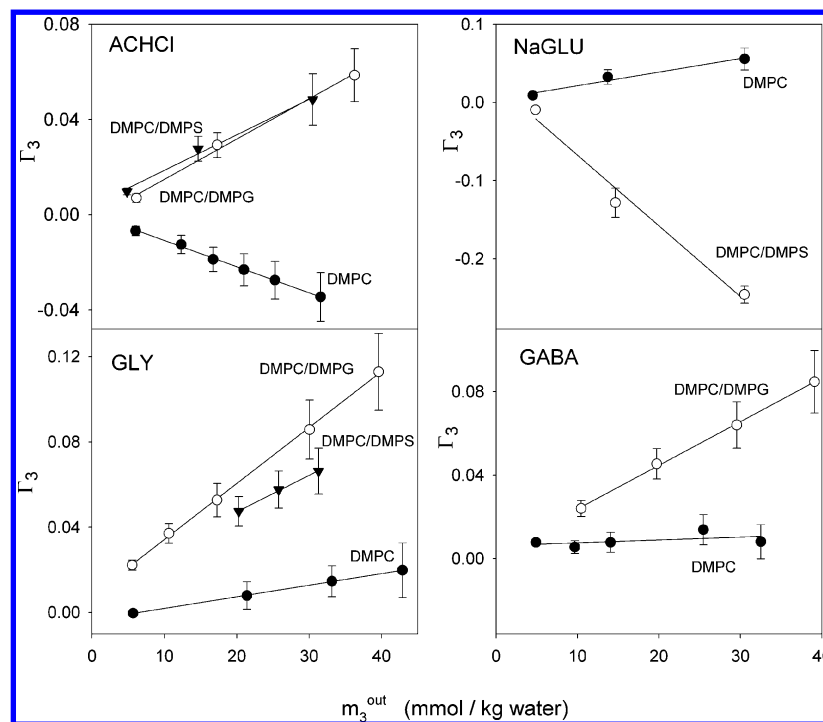 ACHCl
0.08
0.04
0.00
-0.04
Γ3
DMPC/DMPS
DMPC/DMPG
DMPC
NaGLU
0.0
-0.1
-0.2
Γ3
DMPC
DMPC/DMPS
GLY
0.12
0.08
0.04
0.00
Γ3
DMPC/DMPG
DMPC/DMPS
DMPC
0 10 20 30 40
GABA
0.08
0.04
0.00
Γ3
DMPC/DMPG
DMPC
0 10 20 30 40
m3out (mmol / kg water)